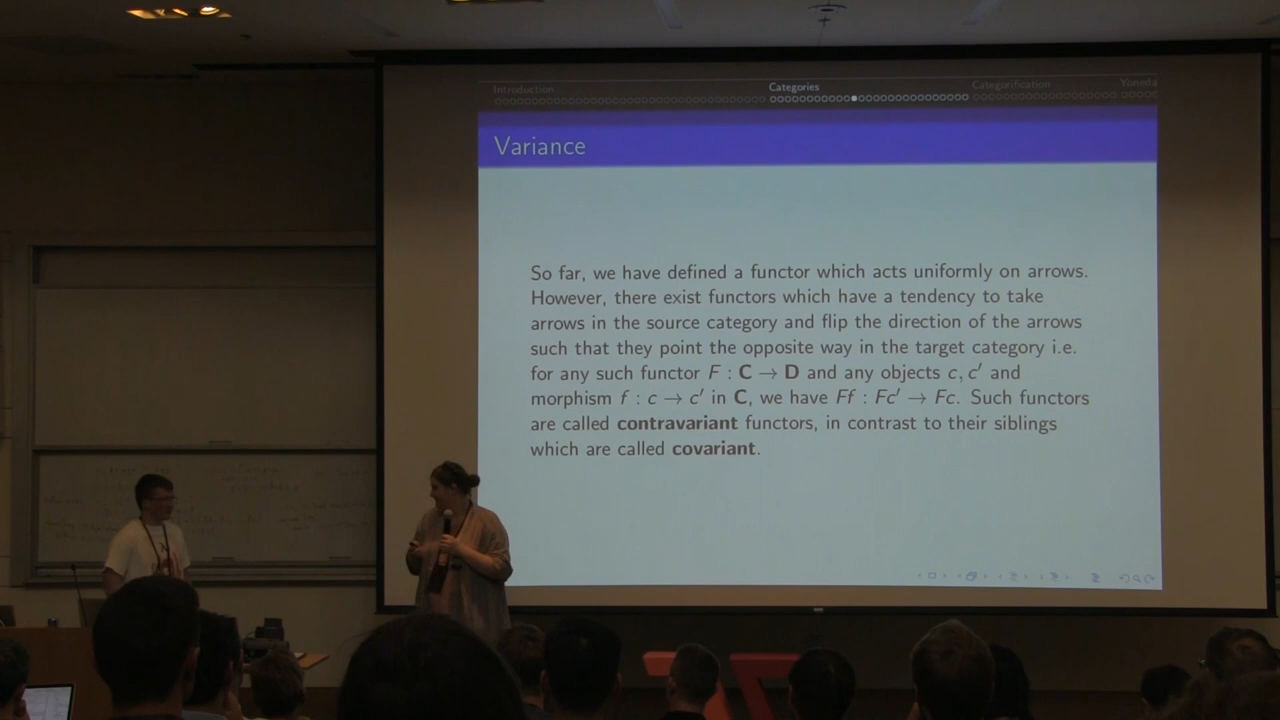 Introduction Categories Categorification Yoneda
Variance
So far, we have defined a functor which acts uniformly on arrows.
However, there exist functors which have a tendency to take
arrows in the source category and flip the direction of the arrows
such that they point the opposite way in the target category i.e.
for any such functor F : C → D and any objects c, c′ and
morphism f : c → c′ in C, we have Ff : Fc′ → Fc. Such functors
are called contravariant functors, in contrast to their siblings
which are called covariant.